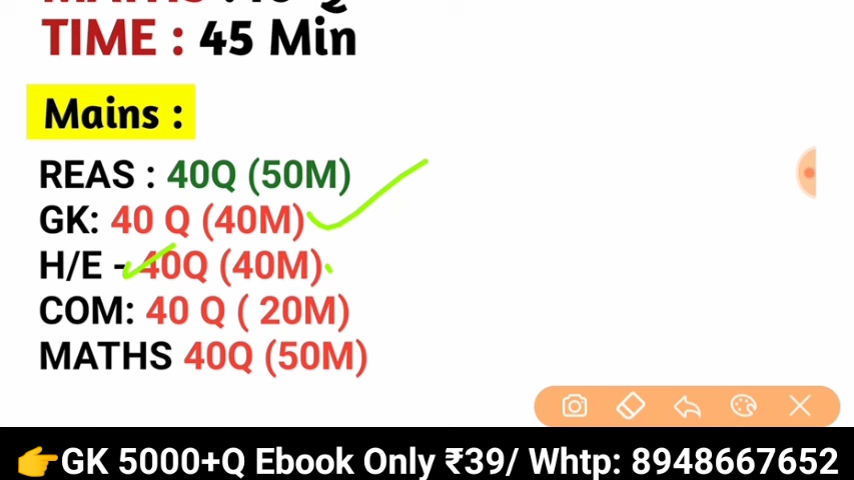 TIME : 45 Min
Mains :
REAS : 40Q (50M)
GK: 40 Q (40M)
H/E - 40Q (40M)
COM: 40 Q ( 20M)
MATHS 40Q (50M)
👉GK 5000+Q Ebook Only ₹39/ Whtp: 8948667652